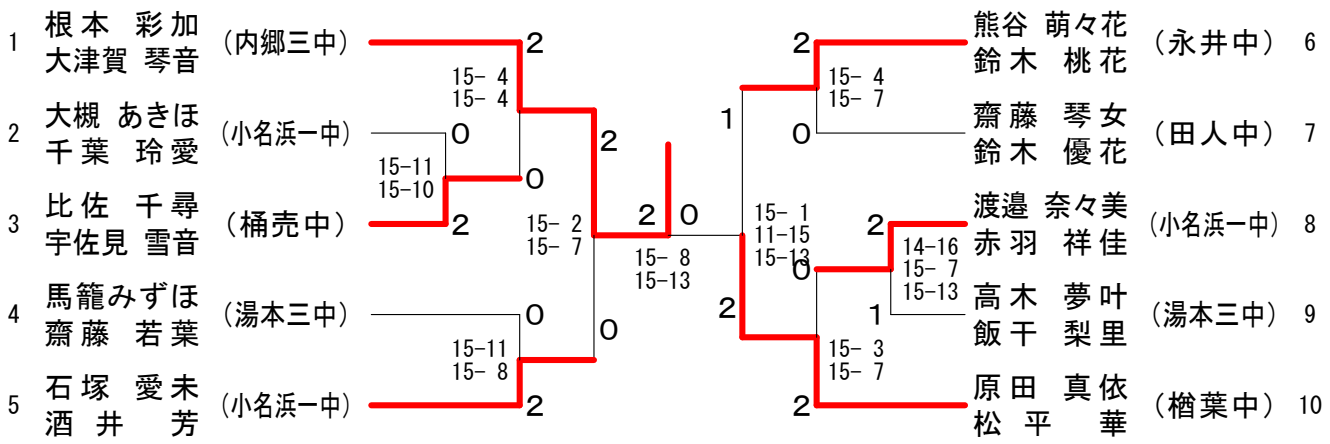 1 根本 彩加 (内郷三中)
大津賀 琴音
2 大槻 あきほ (小名浜一中)
千葉 玲愛
3 比佐 千尋 (桶売中)
宇佐見 雪音
4 馬籠みずほ (湯本三中)
齋藤 若葉
5 石塚 愛未 (小名浜一中)
酒井 芳
2
15- 4
15- 4
0
15-11
15-10
0
2
2
15- 2
15- 7
0
15-11
15- 8
0
2
2 0
15- 8
15-13
1
15- 1
11-15
15-13
2
2
15- 4
15- 7
0
2
14-16
15- 7
15-13
0
1
15- 3
15- 7
2
熊谷 萌々花 (永井中) 6
鈴木 桃花
齋藤 琴女 (田人中) 7
鈴木 優花
渡邉 奈々美 (小名浜一中) 8
赤羽 祥佳
高木 夢叶 (湯本三中) 9
飯干 梨里
原田 真依 (楢葉中) 10
松平 華